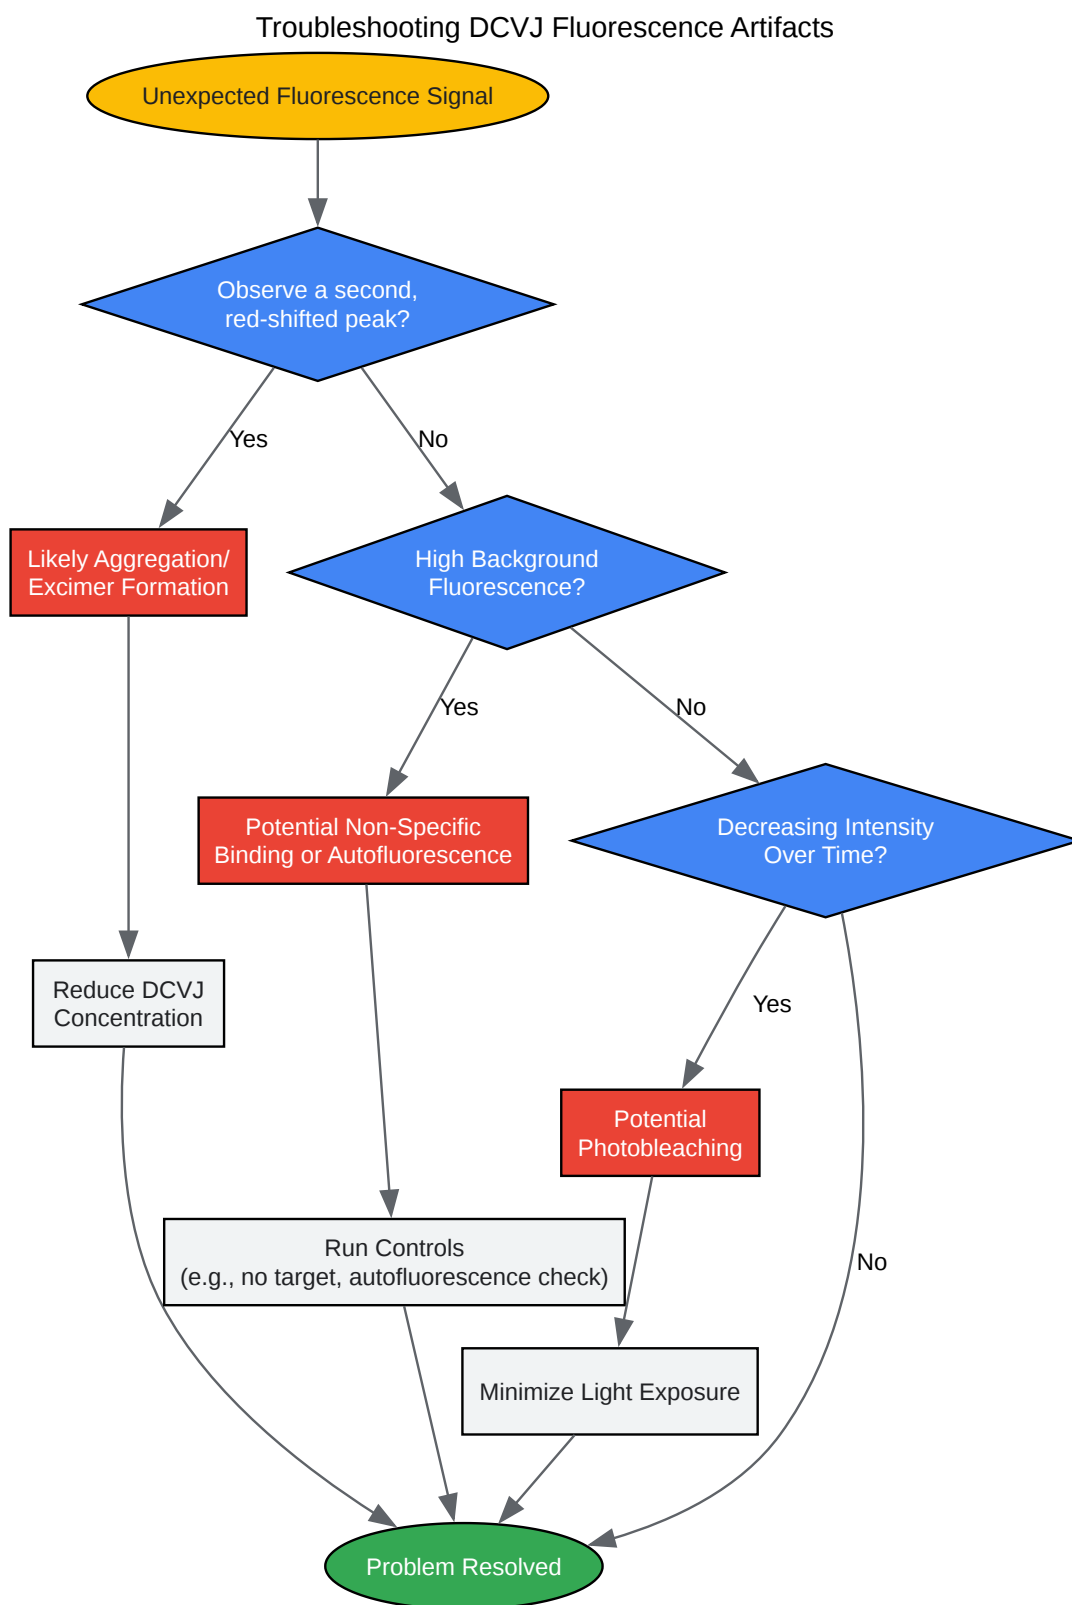 Troubleshooting DCVJ Fluorescence Artifacts
Unexpected Fluorescence Signal
Observe a second,
red-shifted peak?
Yes
No
Likely Aggregation/
Excimer Formation
High Background
Fluorescence?
Yes
No
Potential Non-Specific
Binding or Autofluorescence
Decreasing Intensity
Over Time?
Reduce DCVJ
Concentration
Yes
Potential
Photobleaching
Run Controls
(e.g., no target, autofluorescence check)
No
Minimize Light Exposure
Problem Resolved